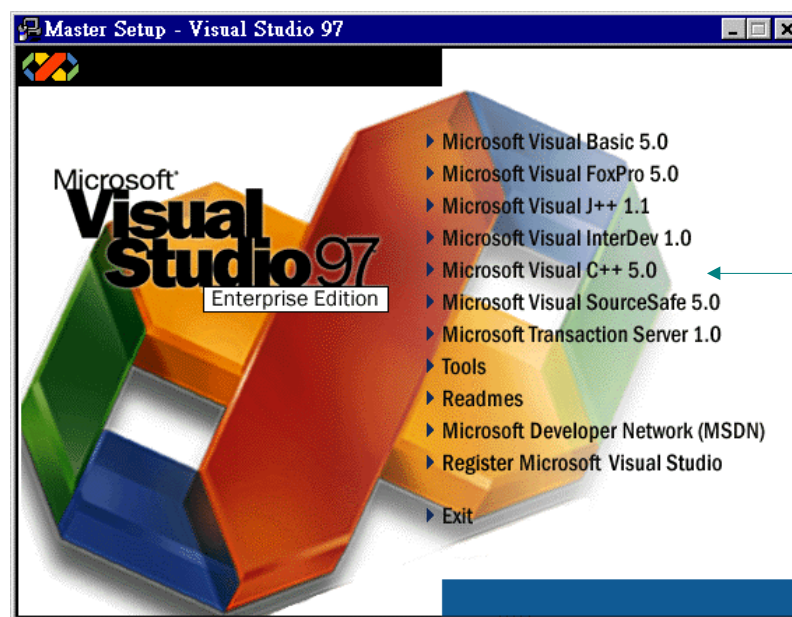 Master Setup - Visual Studio 97
Microsoft®
Visual
Studio 97
Enterprise Edition
Microsoft Visual Basic 5.0
Microsoft Visual FoxPro 5.0
Microsoft Visual J++ 1.1
Microsoft Visual InterDev 1.0
Microsoft Visual C++ 5.0
Microsoft Visual SourceSafe 5.0
Microsoft Transaction Server 1.0
Tools
Readmes
Microsoft Developer Network (MSDN)
Register Microsoft Visual Studio
Exit